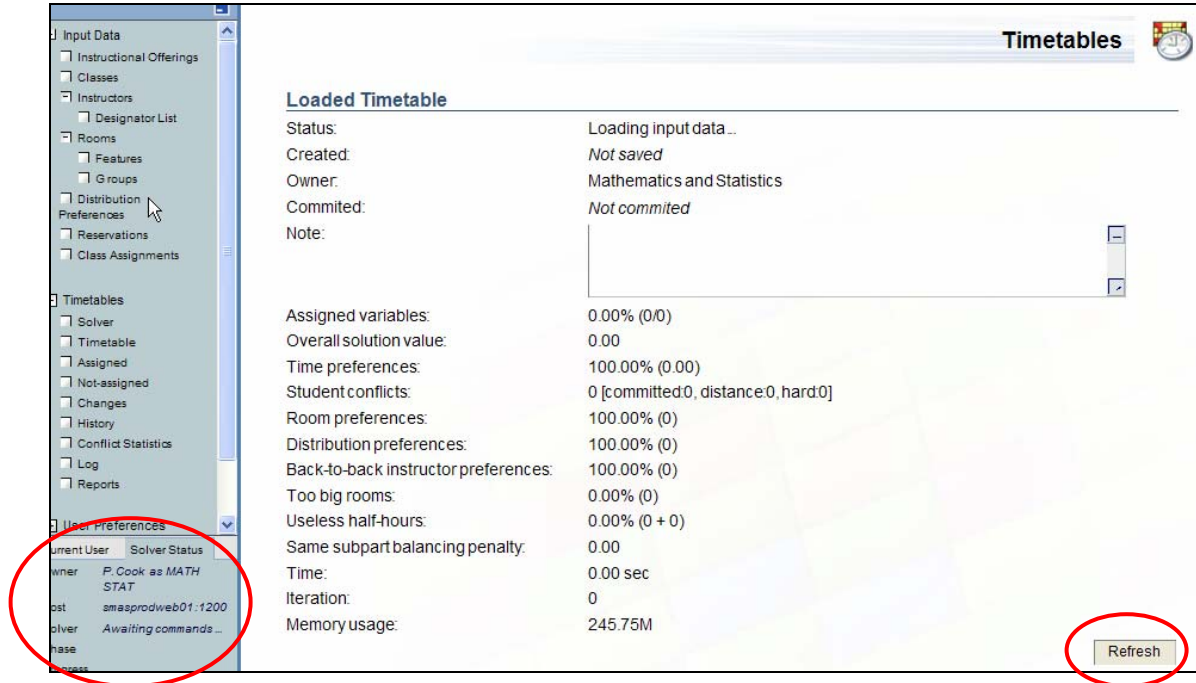 Input Data
Instructional Offerings
Classes
Instructors
Designator List
Rooms
Features
Groups
Distribution
Preferences
Reservations
Class Assignments
Timetables
Solver
Timetable
Assigned
Not-assigned
Changes
History
Conflict Statistics
Log
Reports
User Preferences
urrent User Solver Status
wner P.Cook as MATH
STAT
ost smasprodweb01:1200
olver Awaiting commands ...
hase
Timetables
Loaded Timetable
Status: Loading input data ...
Created: Not saved
Owner: Mathematics and Statistics
Commited: Not commited
Note:
Assigned variables: 0.00% (0/0)
Overall solution value: 0.00
Time preferences: 100.00% (0.00)
Student conflicts: 0 [committed:0, distance:0, hard:0]
Room preferences: 100.00% (0)
Distribution preferences: 100.00% (0)
Back-to-back instructor preferences: 100.00% (0)
Too big rooms: 0.00% (0)
Useless half-hours: 0.00% (0 + 0)
Same subpart balancing penalty: 0.00
Time: 0.00 sec
Iteration: 0
Memory usage: 245.75M
Refresh